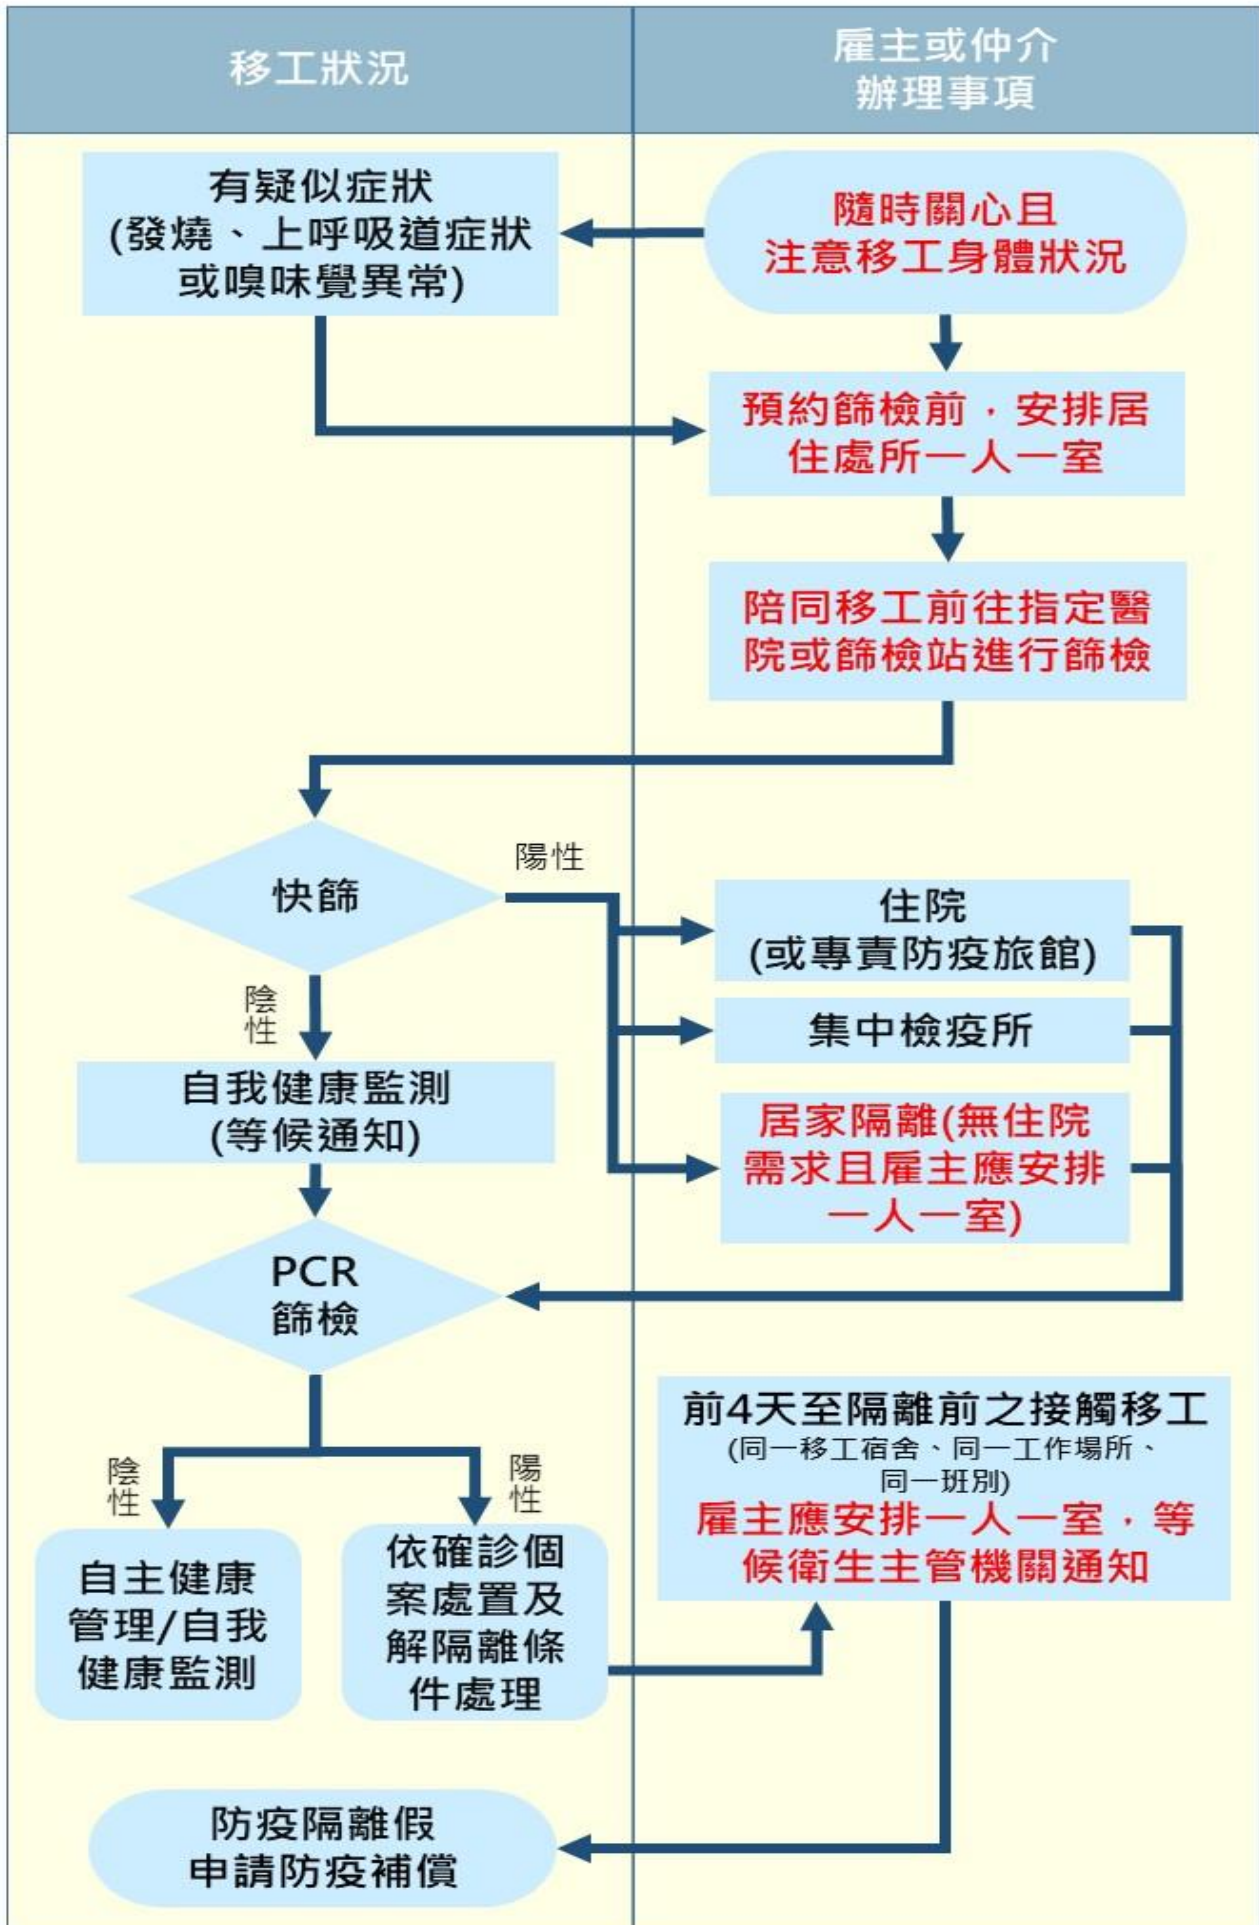 移工狀況
雇主或仲介
辦理事項
有疑似症狀
(發燒、上呼吸道症狀
或嗅味覺異常)
隨時關心且
注意移工身體狀況
預約篩檢前，安排居
住處所一人一室
陪同移工前往指定醫
院或篩檢站進行篩檢
快篩
陽性
陰性
住院
(或專責防疫旅館)
集中檢疫所
居家隔離(無住院
需求且雇主應安排
一人一室)
自我健康監測
(等候通知)
PCR
篩檢
陰性
陽性
自主健康
管理/自我
健康監測
依確診個
案處置及
解隔離條
件處理
前4天至隔離前之接觸移工
(同一移工宿舍、同一工作場所、
同一班別)
雇主應安排一人一室，等
候衛生主管機關通知
防疫隔離假
申請防疫補償